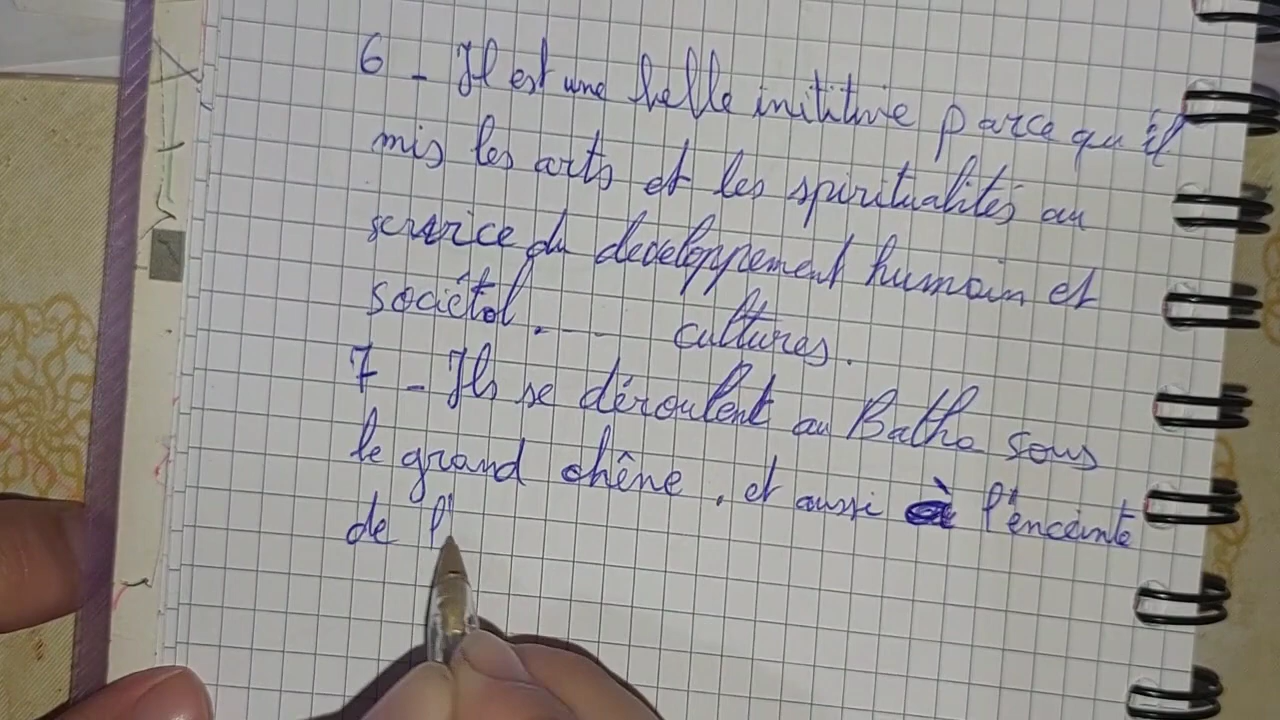 6 - Il est une belle inititvie parce qu'il
mis les arts et les spiritualités au
service du developpement humain et
sociétal. --- cultures.
7 - Ils se déroulent au Batha sous
le grand chêne, et aussi à l'enceinte
de l'